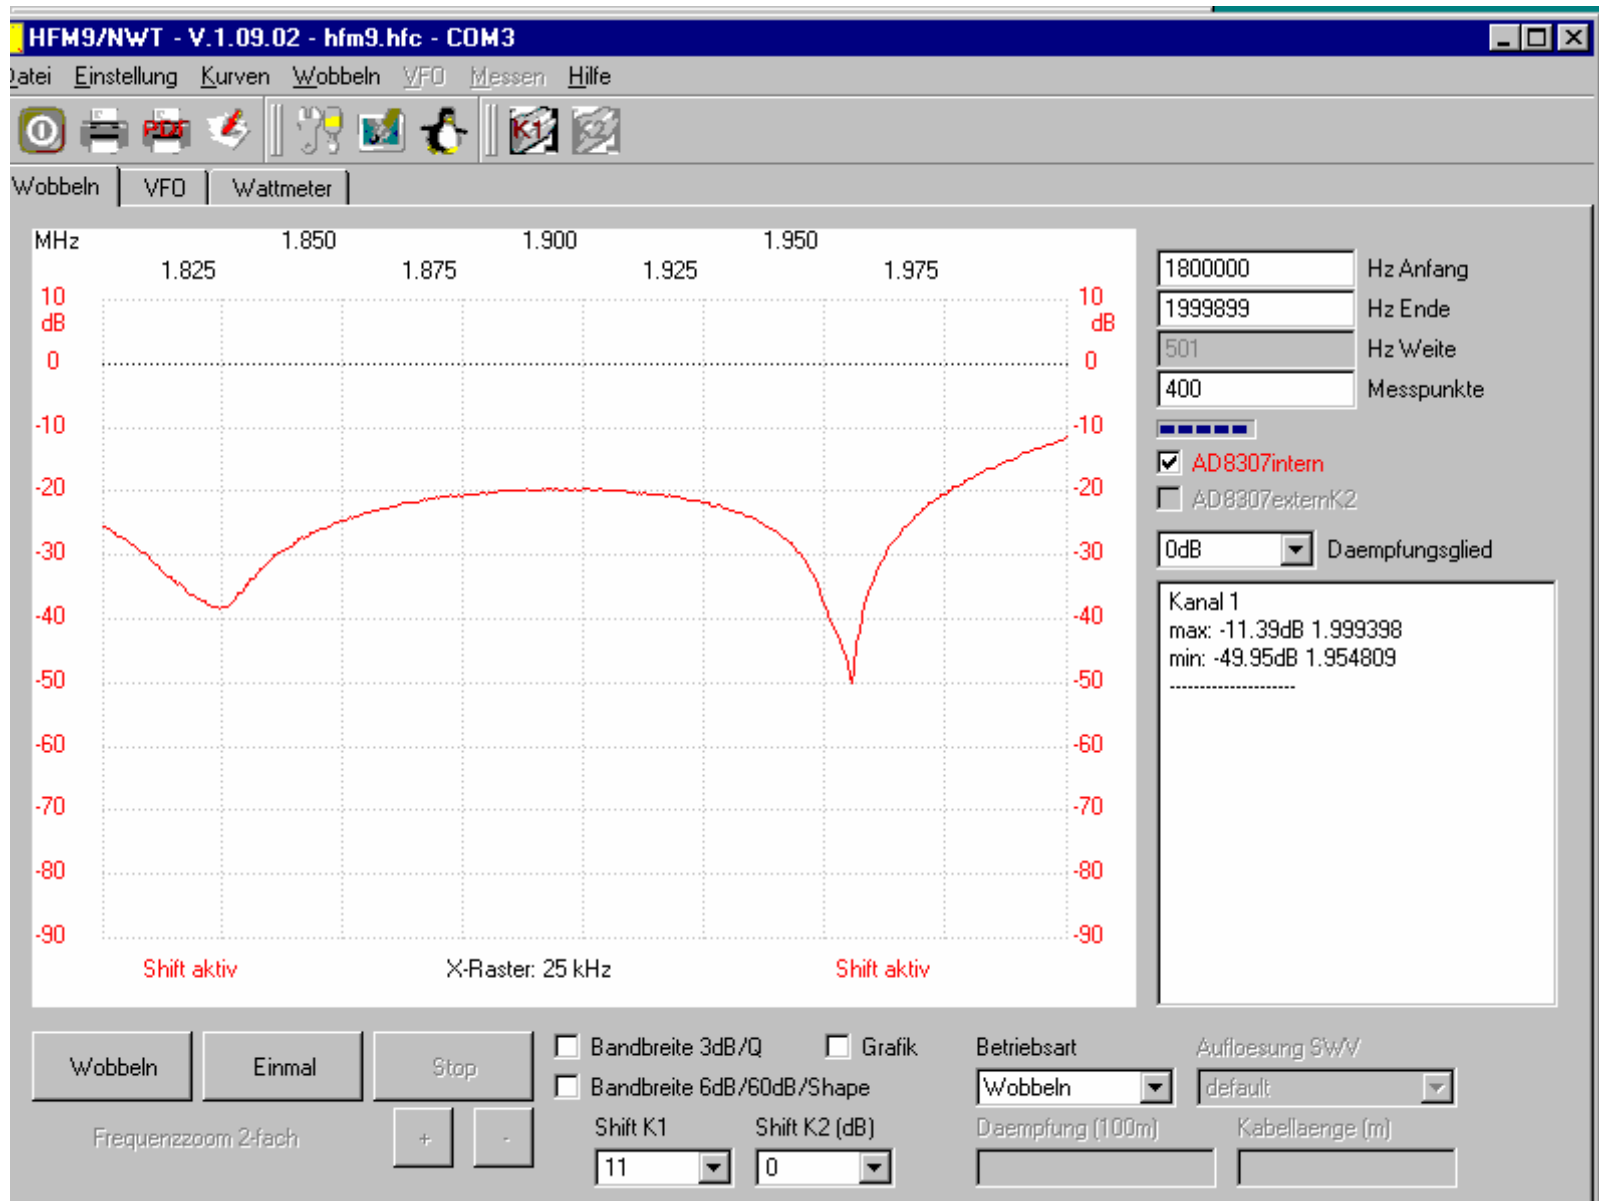 HFM9/NWT - V.1.09.02 - hfm9.hfc - COM3
Datei Einstellung Kurven Wobbeln VFO Messen Hilfe
PDF K1 K2
Wobbeln VFO Wattmeter
MHz 1.850 1.900 1.950
1.825 1.875 1.925 1.975
10 10
dB dB
0 0
-10 -10
-20 -20
-30 -30
-40 -40
-50 -50
-60 -60
-70 -70
-80 -80
-90 -90
Shift aktiv X-Raster: 25 kHz Shift aktiv
1800000 Hz Anfang
1999899 Hz Ende
501 Hz Weite
400 Messpunkte
AD8307intern
AD8307externK2
0dB Daempfungsglied
Kanal 1
max: -11.39dB 1.999398
min: -49.95dB 1.954809
---------------------
Wobbeln Einmal Stop
Frequenzzoom 2-fach + -
Bandbreite 3dB/Q Grafik
Bandbreite 6dB/60dB/Shape
Shift K1 Shift K2 (dB)
11 0
Betriebsart Aufloesung SWV
Wobbeln default
Daempfung (100m) Kabellaenge (m)